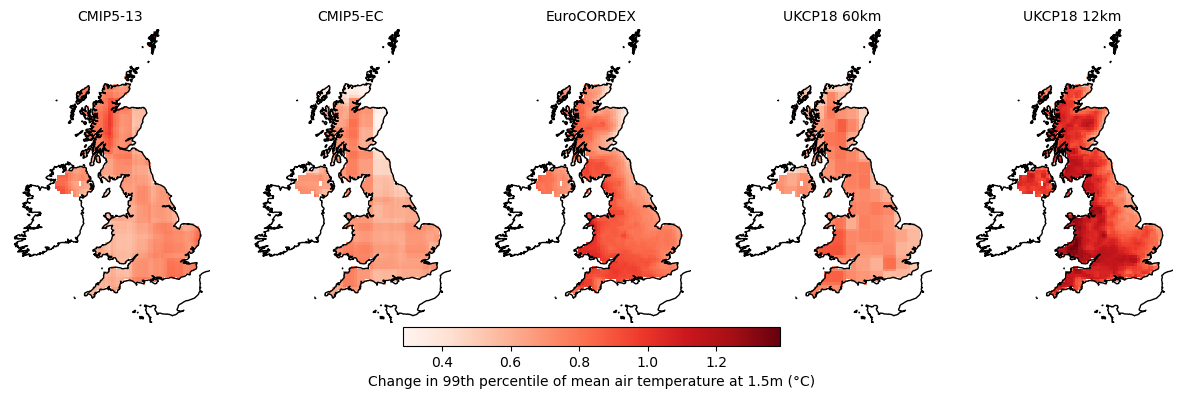 CMIP5-13 CMIP5-EC EuroCORDEX UKCP18 60km UKCP18 12km
0.4 0.6 0.8 1.0 1.2
Change in 99th percentile of mean air temperature at 1.5m (°C)